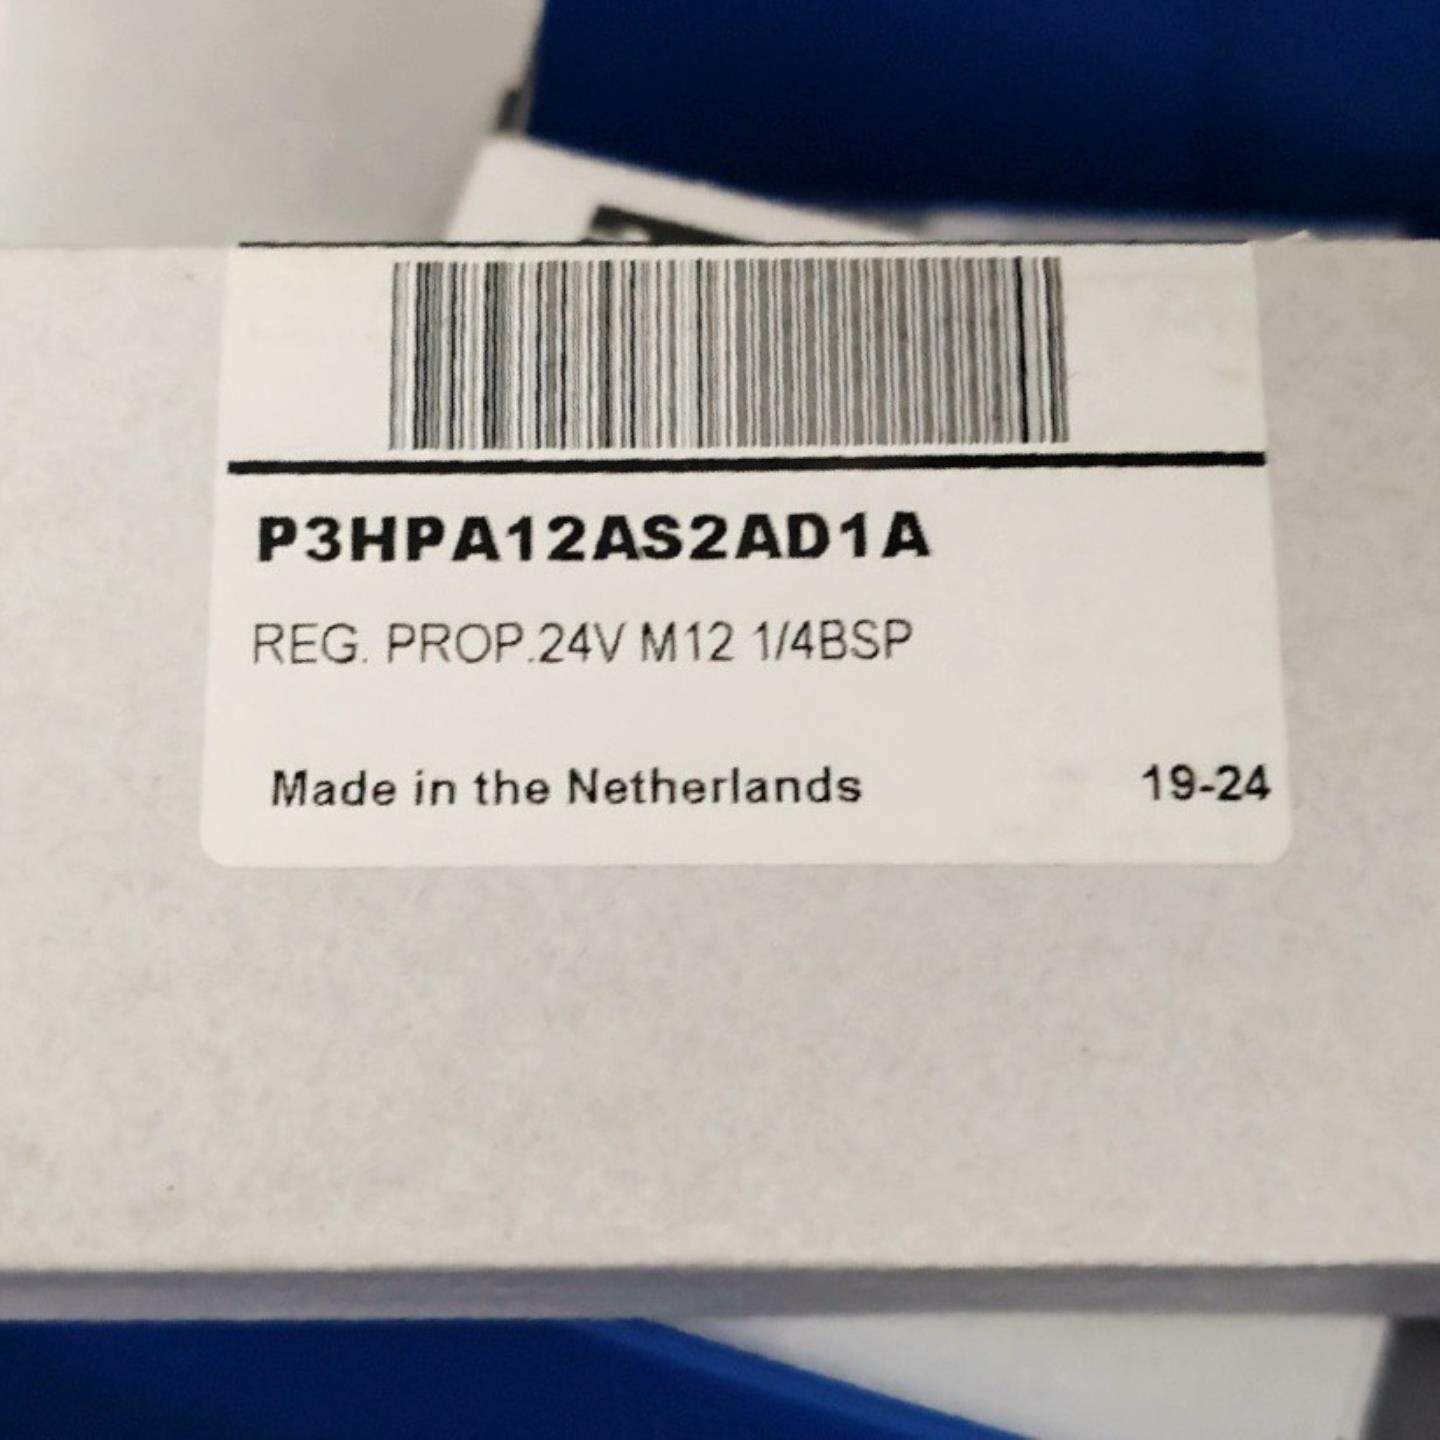 P3HPA12AS2AD1A
REG. PROP.24V M12 1/4BSP
Made in the Netherlands 19-24